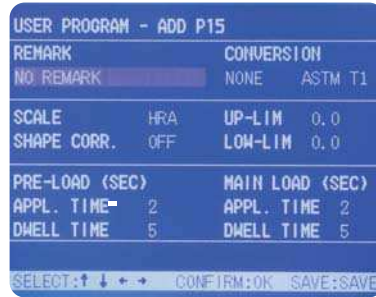 USER PROGRAM - ADD P15
REMARK CONVERSION
NO REMARK NONE ASTM T1
SCALE HRA UP-LIM 0.0
SHAPE CORR. OFF LOW-LIM 0.0
PRE-LOAD (SEC) MAIN LOAD (SEC)
APPL. TIME 2 APPL. TIME 2
DWELL TIME 5 DWELL TIME 5
SELECT:↑ ↓ ← → CONFIRM:OK SAVE:SAVE